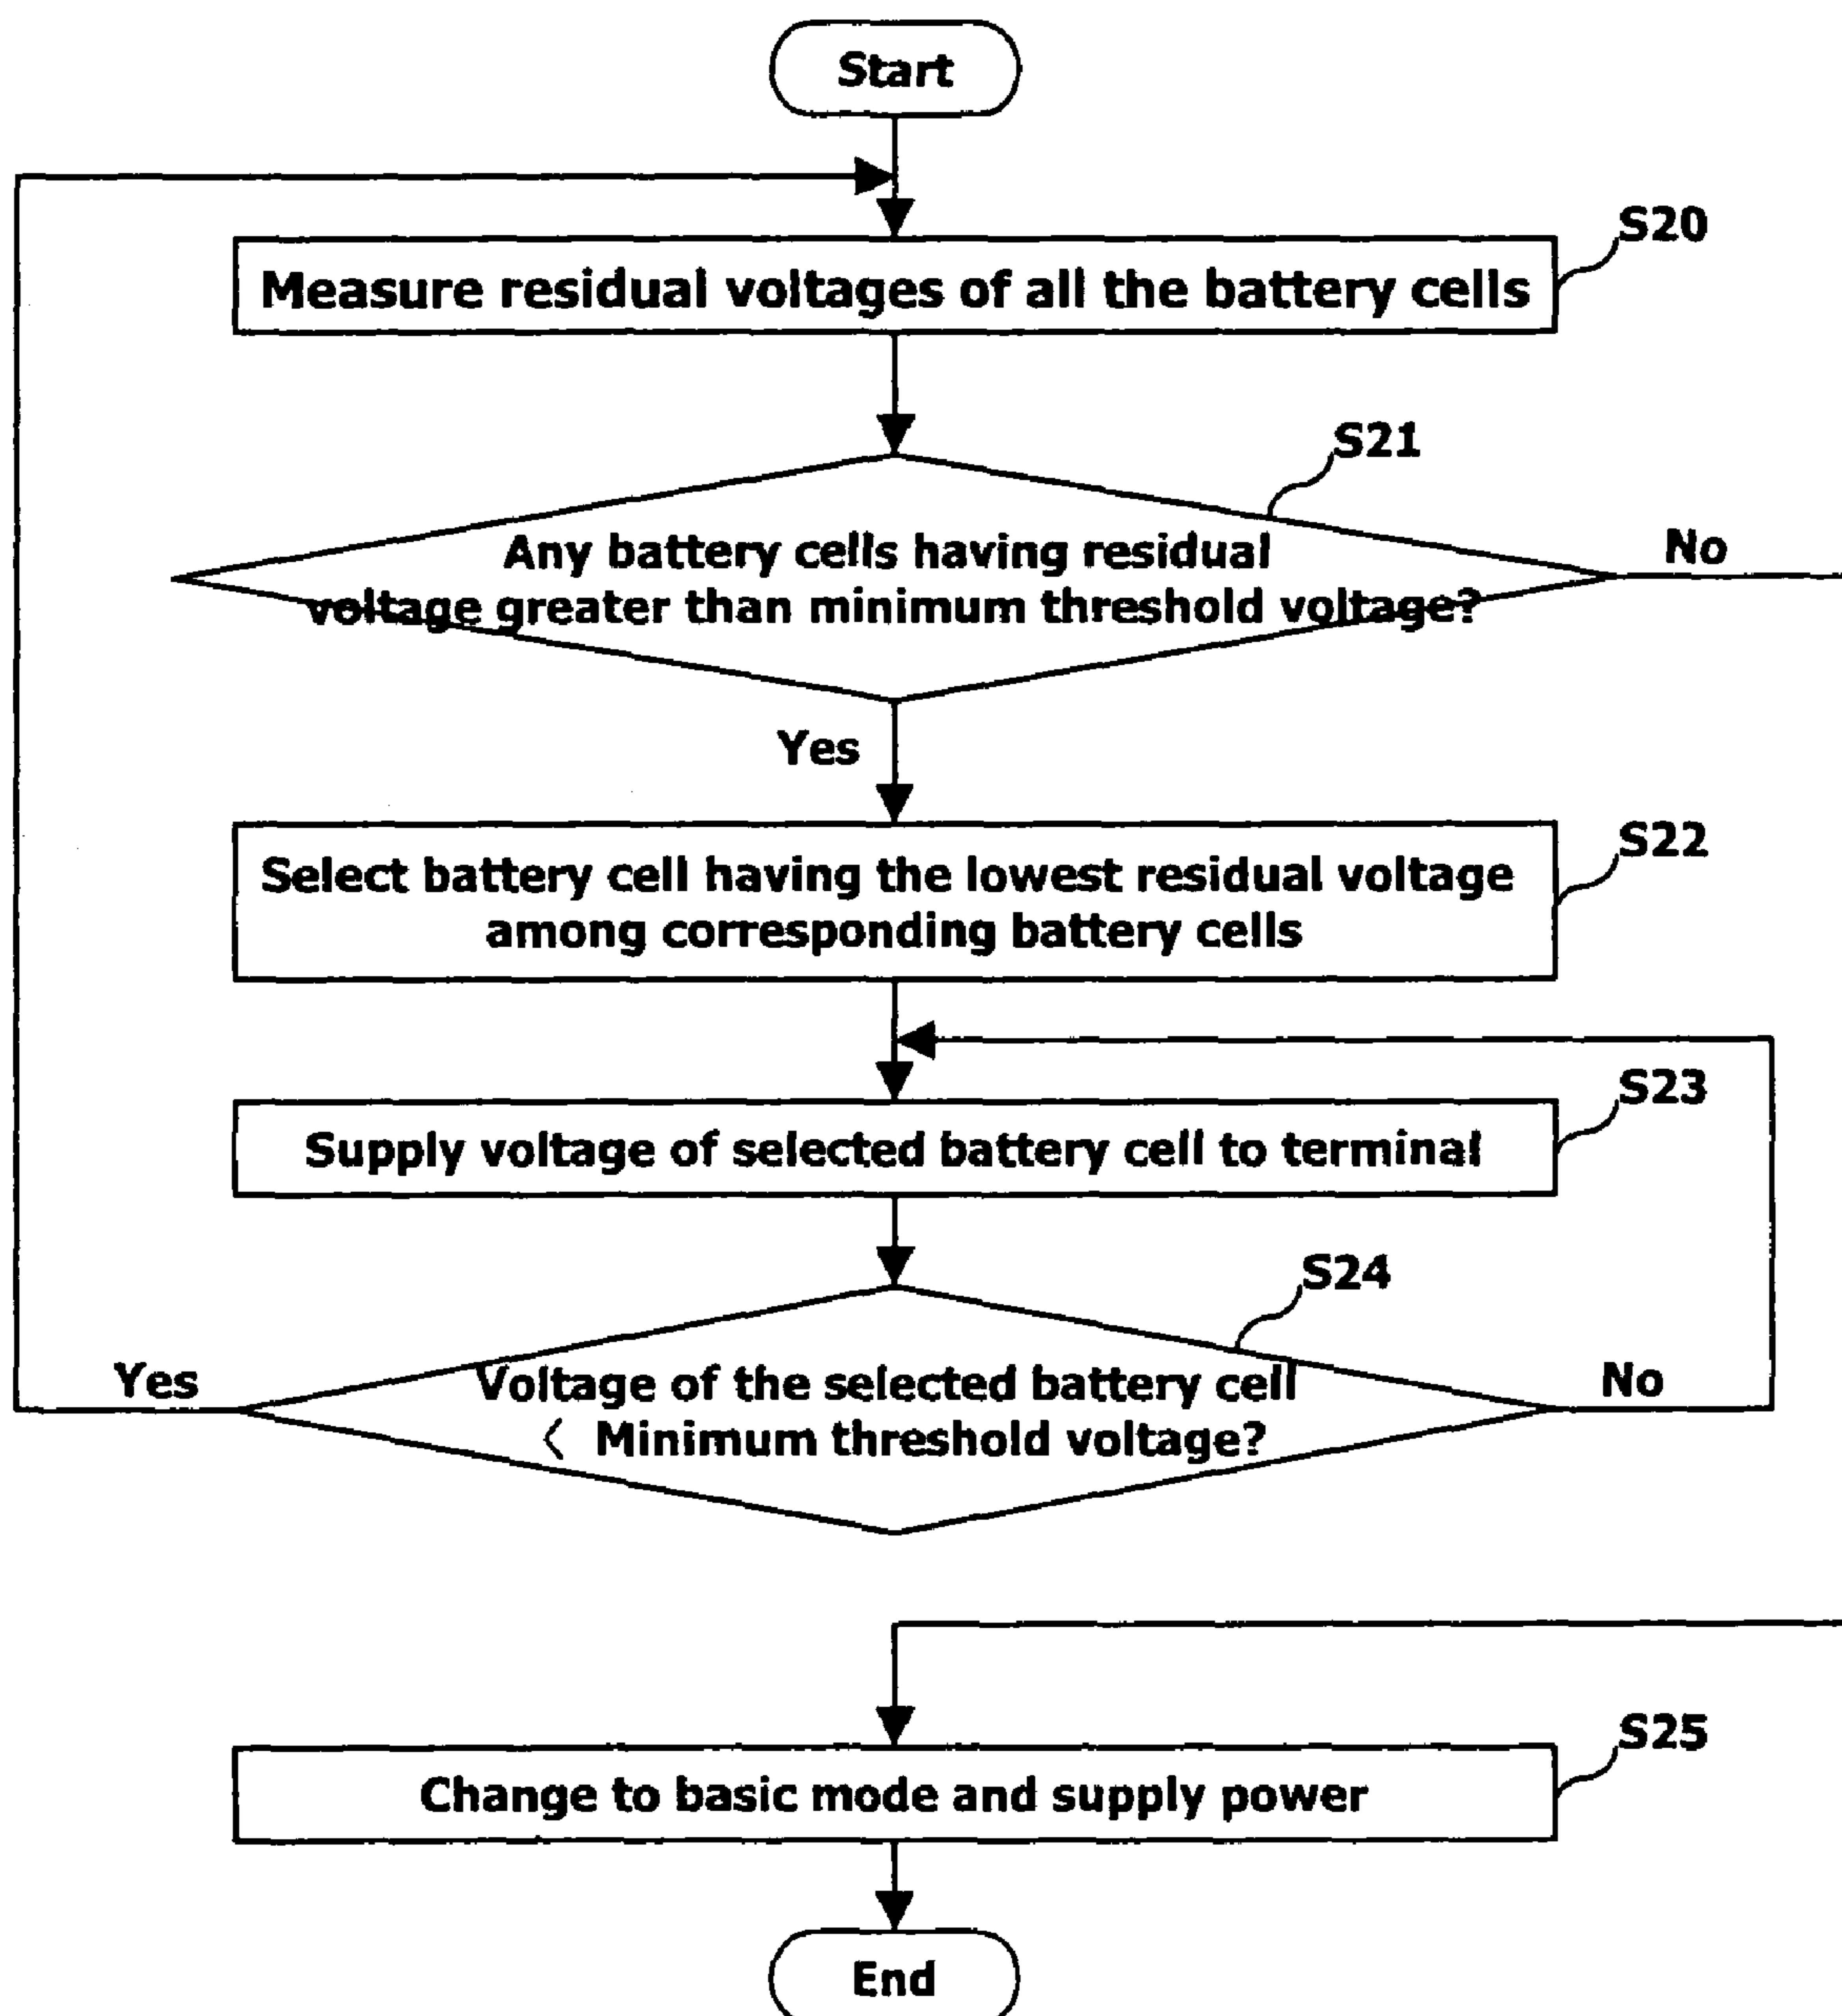 Start
S20
Measure residual voltages of all the battery cells
S21
Any battery cells having residual
voltage greater than minimum threshold voltage?
No
Yes
S22
Select battery cell having the lowest residual voltage
among corresponding battery cells
S23
Supply voltage of selected battery cell to terminal
S24
Yes
Voltage of the selected battery cell
< Minimum threshold voltage?
No
S25
Change to basic mode and supply power
End